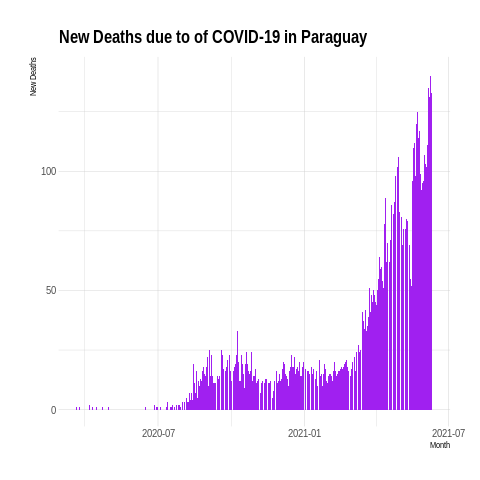 New Deaths due to of COVID-19 in Paraguay
New Deaths
100
50
0
2020-07
2021-01
2021-07
Month